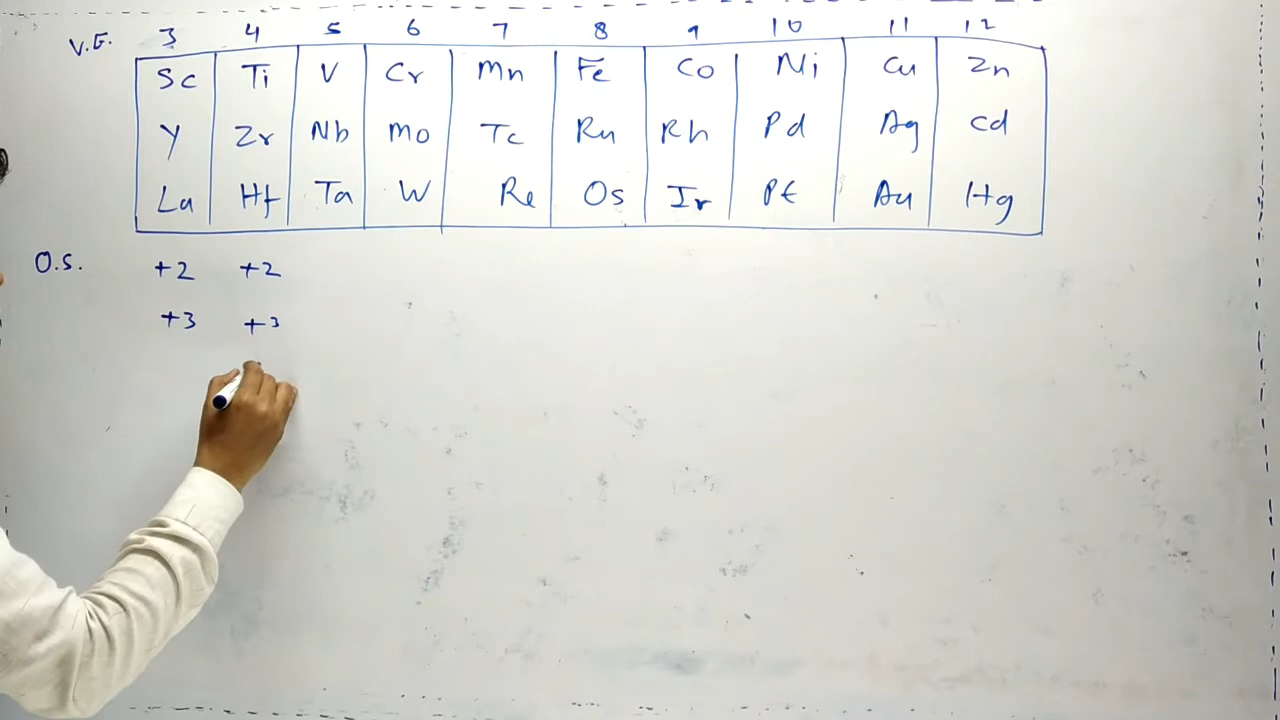 V.E. 3 4 5 6 7 8 9 10 11 12
Sc Ti V Cr Mn Fe Co Ni Cu Zn
Y Zr Nb Mo Tc Ru Rh Pd Ag Cd
La Hf Ta W Re Os Ir Pt Au Hg
O.S. +2 +2
+3 +3